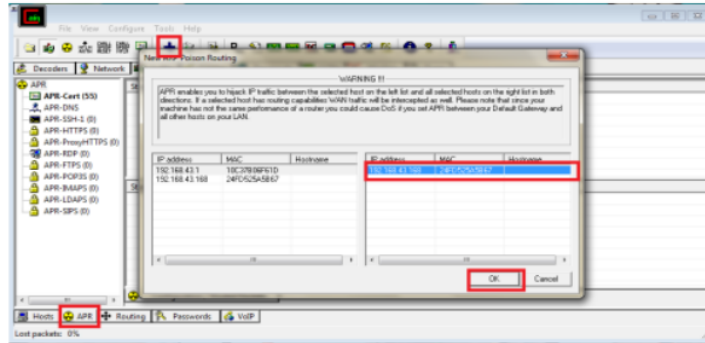 File View Configure Tools Help
Decoders Network
New APR Poison Routing
WARNING !!!
APR enables you to hijack IP traffic between the selected host on the left list and all selected hosts on the right list in both
directions. If a selected host has routing capabilities WAN traffic will be intercepted as well. Please note that since your
machine has not the same performance of a router you could cause DoS if you set APR between your Default Gateway and
all other hosts on your LAN.
APR
APR-Cert (55)
APR-DNS
APR-SSH-1 (0)
APR-HTTPS (0)
APR-ProxyHTTPS (0)
APR-RDP (0)
APR-FTPS (0)
APR-POP3S (0)
APR-IMAPS (0)
APR-LDAPS (0)
APR-SIPS (0)
IP address MAC Hostname
192.168.43.1 10C37B06F61D
192.168.43.168 24FD525A5B67
IP address MAC Hostname
192.168.43.168 24FD525A5B67
OK Cancel
Hosts APR Routing Passwords VoIP
Lost packets: 0%